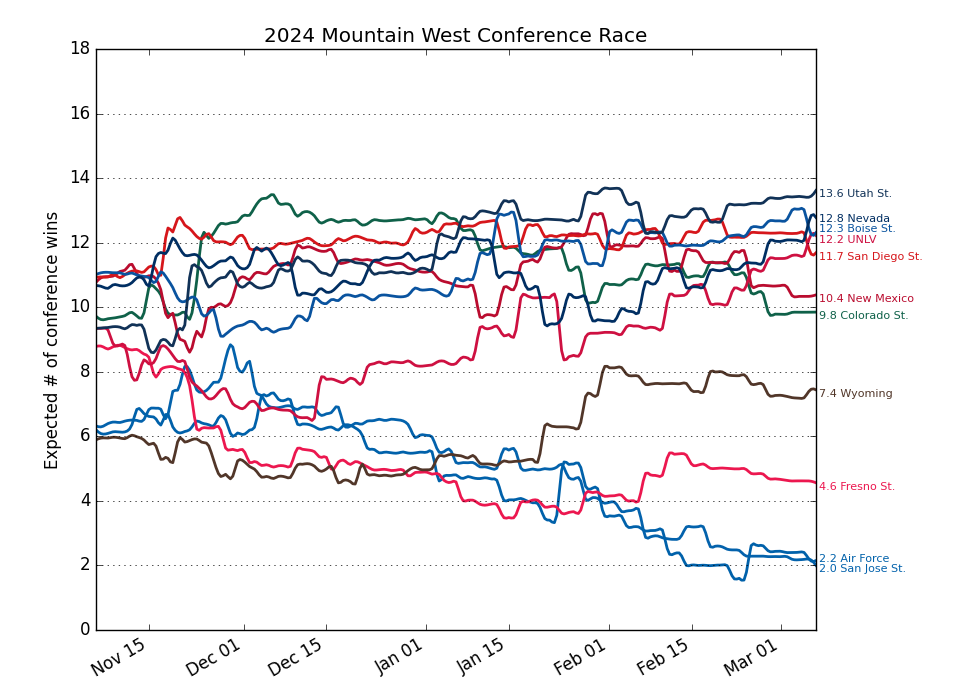 2024 Mountain West Conference Race
Expected # of conference wins
18
16
14
12
10
8
6
4
2
0
Nov 15
Dec 01
Dec 15
Jan 01
Jan 15
Feb 01
Feb 15
Mar 01
13.6 Utah St.
12.8 Nevada
12.3 Boise St.
12.2 UNLV
11.7 San Diego St.
10.4 New Mexico
9.8 Colorado St.
7.4 Wyoming
4.6 Fresno St.
2.2 Air Force
2.0 San Jose St.